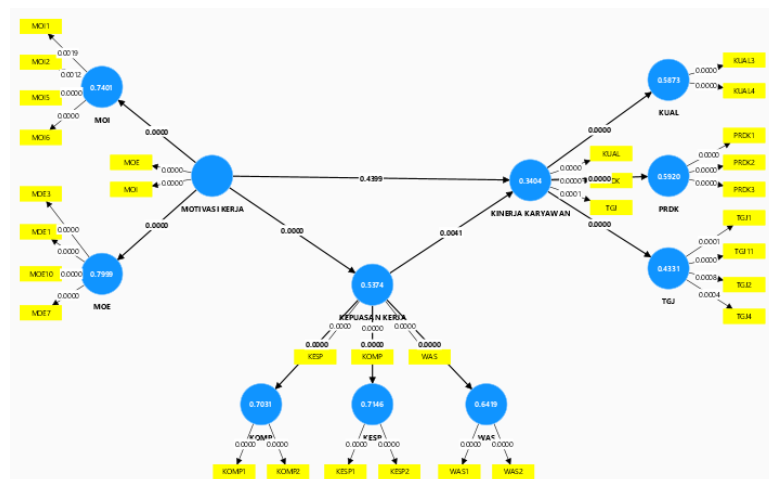 MOI1
0.0019
MOI2
0.0012
MOI5
0.0000
MOI6
0.0000
0.7401
MOI
0.0000
MOE
0.0000
MOI
0.0000
MOTIVASI KERJA
0.4399
0.0000
0.0000
MOE3
0.0000
MOE1
0.0000
MOE10
0.0000
MOE7
0.0000
0.7999
MOE
0.5374
KEPUASAN KERJA
0.0041
0.0000
0.0000
0.0000
0.0000
0.0000
0.0000
KESP
KOMP
WAS
0.7031
KOMP
0.7146
KESP
0.6419
WAS
0.0000
0.0000
0.0000
0.0000
0.0000
0.0000
KOMP1
KOMP2
KESP1
KESP2
WAS1
WAS2
0.3404
KINERJA KARYAWAN
0.0000
KUAL
0.0000
0.0000
DK
0.0001
TGJ
0.0000
0.0000
0.5873
KUAL
0.0000
KUAL3
0.0000
KUAL4
0.5920
PRDK
0.0000
PRDK1
0.0000
PRDK2
0.0000
PRDK3
0.4331
TGJ
0.0001
TGJ1
0.0000
TGJ11
0.0008
TGJ2
0.0004
TGJ4